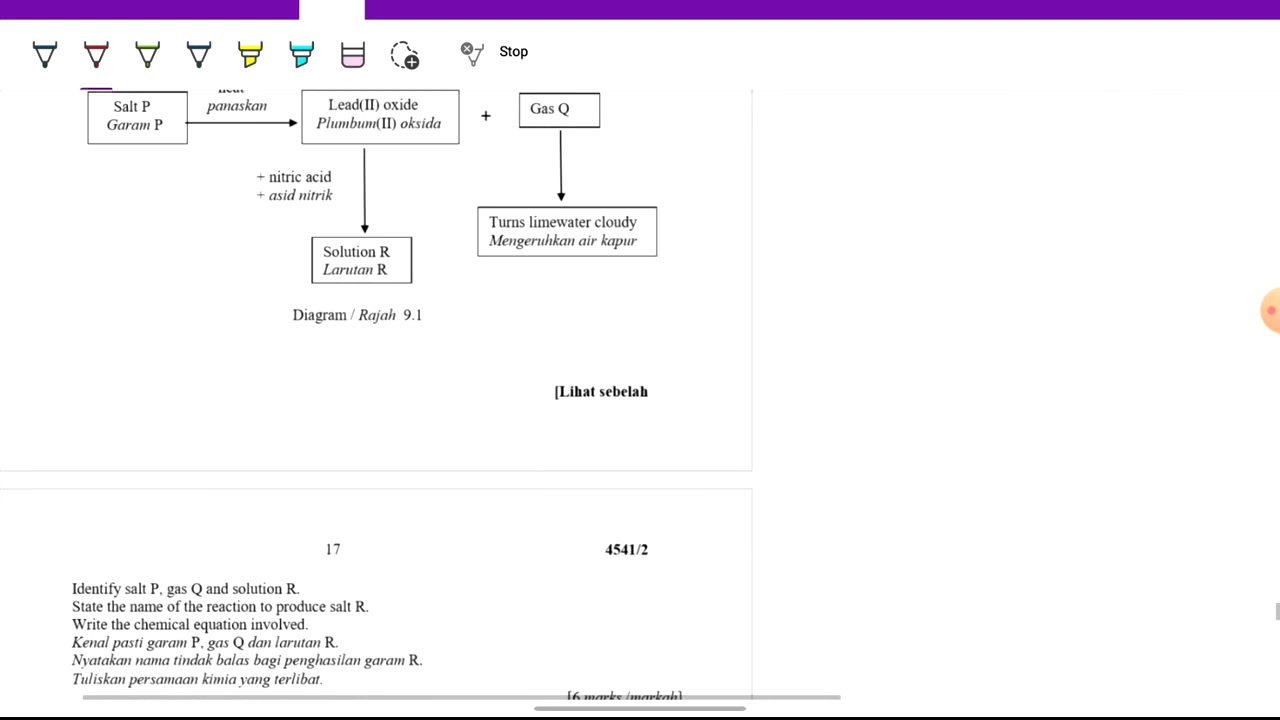 Stop
panaskan
Salt P
Garam P
Lead(II) oxide
Plumbum(II) oksida
+
Gas Q
+ nitric acid
+ asid nitrik
Turns limewater cloudy
Mengeruhkan air kapur
Solution R
Larutan R
Diagram / Rajah 9.1
[Lihat sebelah
17
4541/2
Identify salt P, gas Q and solution R.
State the name of the reaction to produce salt R.
Write the chemical equation involved.
Kenal pasti garam P, gas Q dan larutan R.
Nyatakan nama tindak balas bagi penghasilan garam R.
Tuliskan persamaan kimia yang terlibat.
[6 marks /markah]